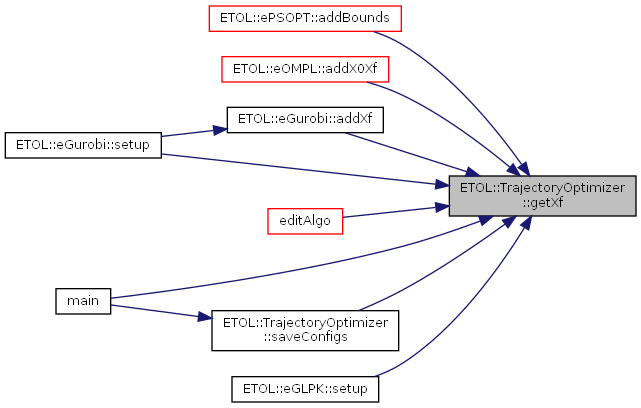 ETOL::ePSOPT::addBounds
ETOL::eOMPL::addX0Xf
ETOL::eGurobi::addXf
ETOL::eGurobi::setup
ETOL::TrajectoryOptimizer
::getXf
editAlgo
main
ETOL::TrajectoryOptimizer
::saveConfigs
ETOL::eGLPK::setup